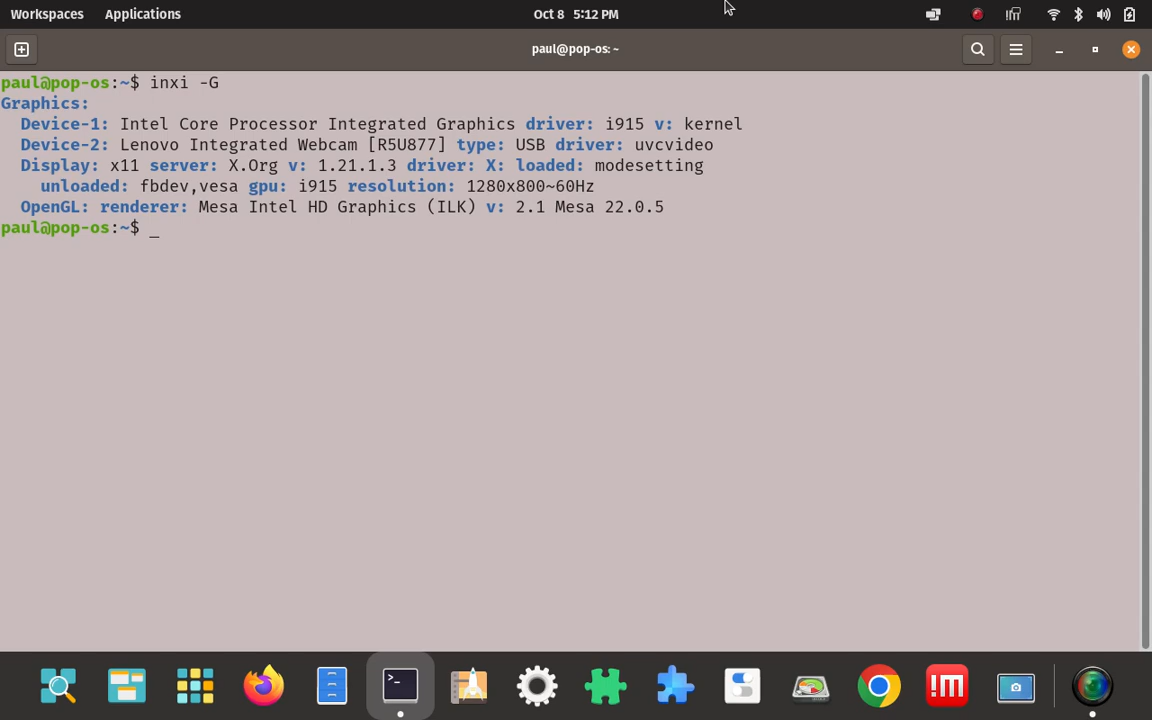 Workspaces Applications Oct 8 5:12 PM !m
paul@pop-os: ~
paul@pop-os:~$ inxi -G
Graphics:
Device-1: Intel Core Processor Integrated Graphics driver: i915 v: kernel
Device-2: Lenovo Integrated Webcam [R5U877] type: USB driver: uvcvideo
Display: x11 server: X.Org v: 1.21.1.3 driver: X: loaded: modesetting
unloaded: fbdev,vesa gpu: i915 resolution: 1280x800~60Hz
OpenGL: renderer: Mesa Intel HD Graphics (ILK) v: 2.1 Mesa 22.0.5
paul@pop-os:~$ _
>_ !M